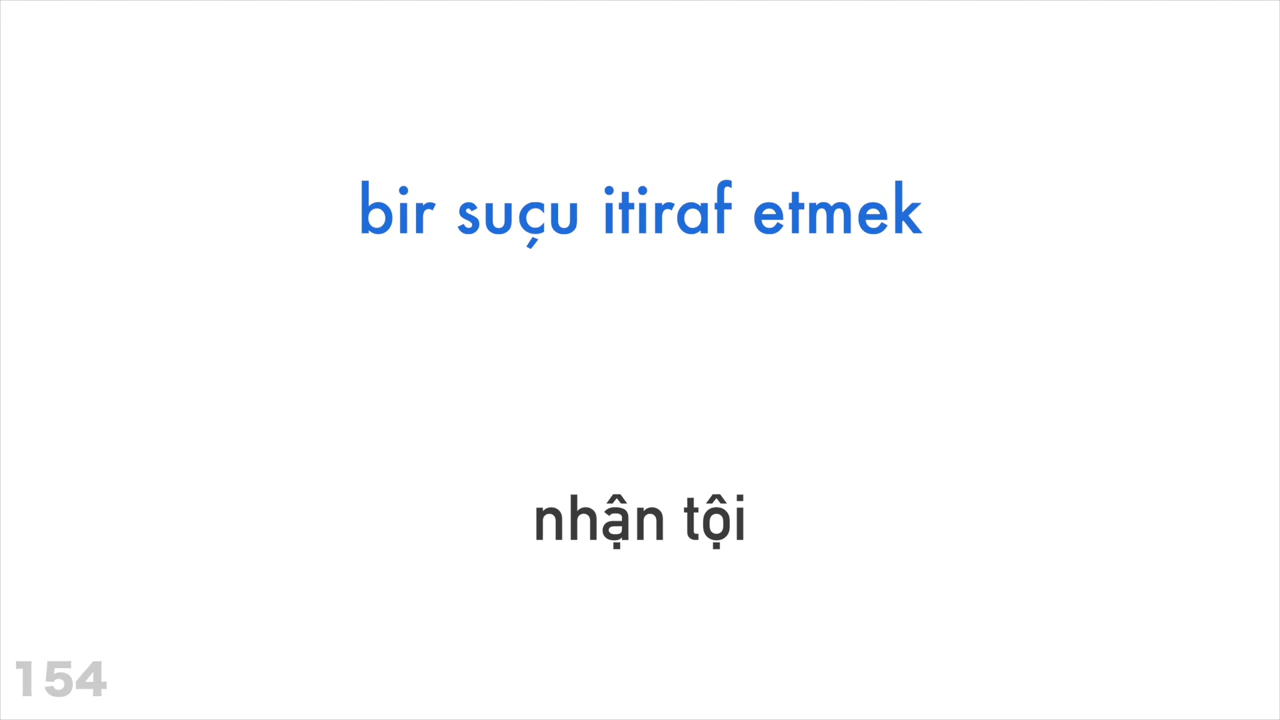 bir suçu itiraf etmek
nhận tội
154